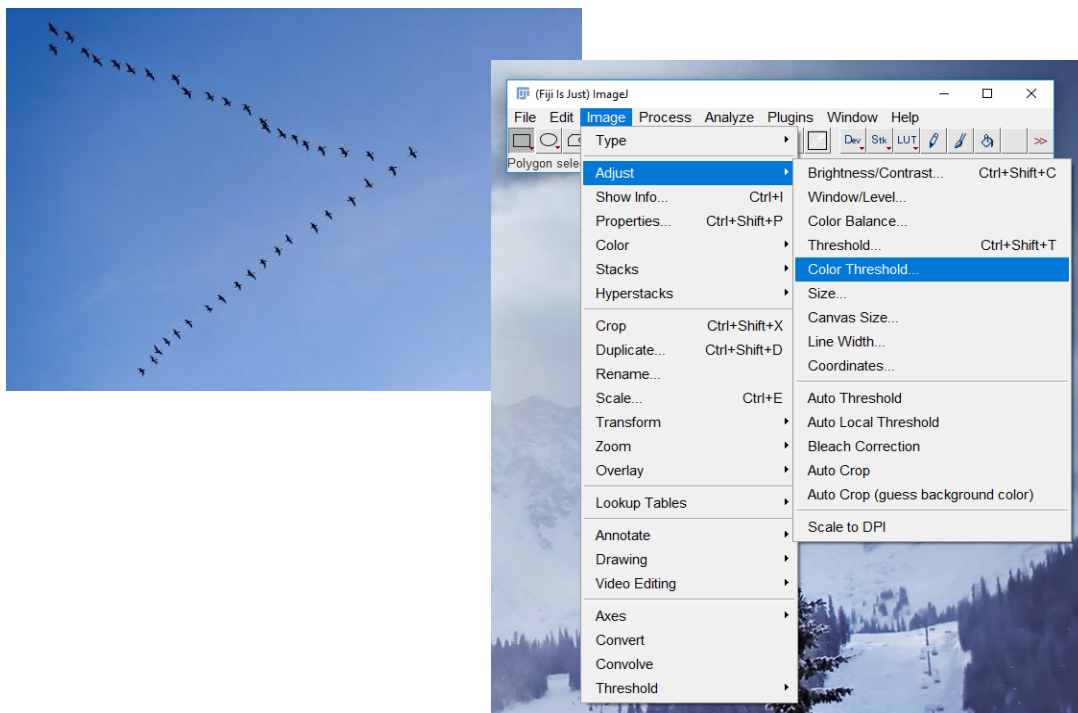 (Fiji Is Just) ImageJ
File Edit Image Process Analyze Plugins Window Help
Dev Stk LUT >>
Polygon sele
Type
Adjust
Show Info... Ctrl+I
Properties... Ctrl+Shift+P
Color
Stacks
Hyperstacks
Crop Ctrl+Shift+X
Duplicate... Ctrl+Shift+D
Rename...
Scale... Ctrl+E
Transform
Zoom
Overlay
Lookup Tables
Annotate
Drawing
Video Editing
Axes
Convert
Convolve
Threshold
Brightness/Contrast... Ctrl+Shift+C
Window/Level...
Color Balance...
Threshold... Ctrl+Shift+T
Color Threshold...
Size...
Canvas Size...
Line Width...
Coordinates...
Auto Threshold
Auto Local Threshold
Bleach Correction
Auto Crop
Auto Crop (guess background color)
Scale to DPI